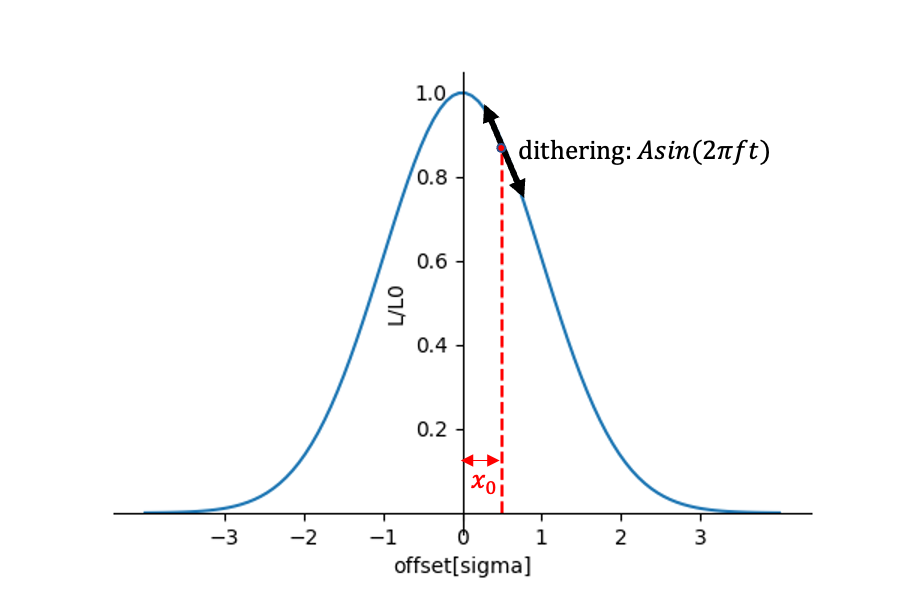 1.0
dithering: Asin(2πft)
0.8
0.6
L/L0
0.4
0.2
x₀
−3 −2 −1 0 1 2 3
offset[sigma]